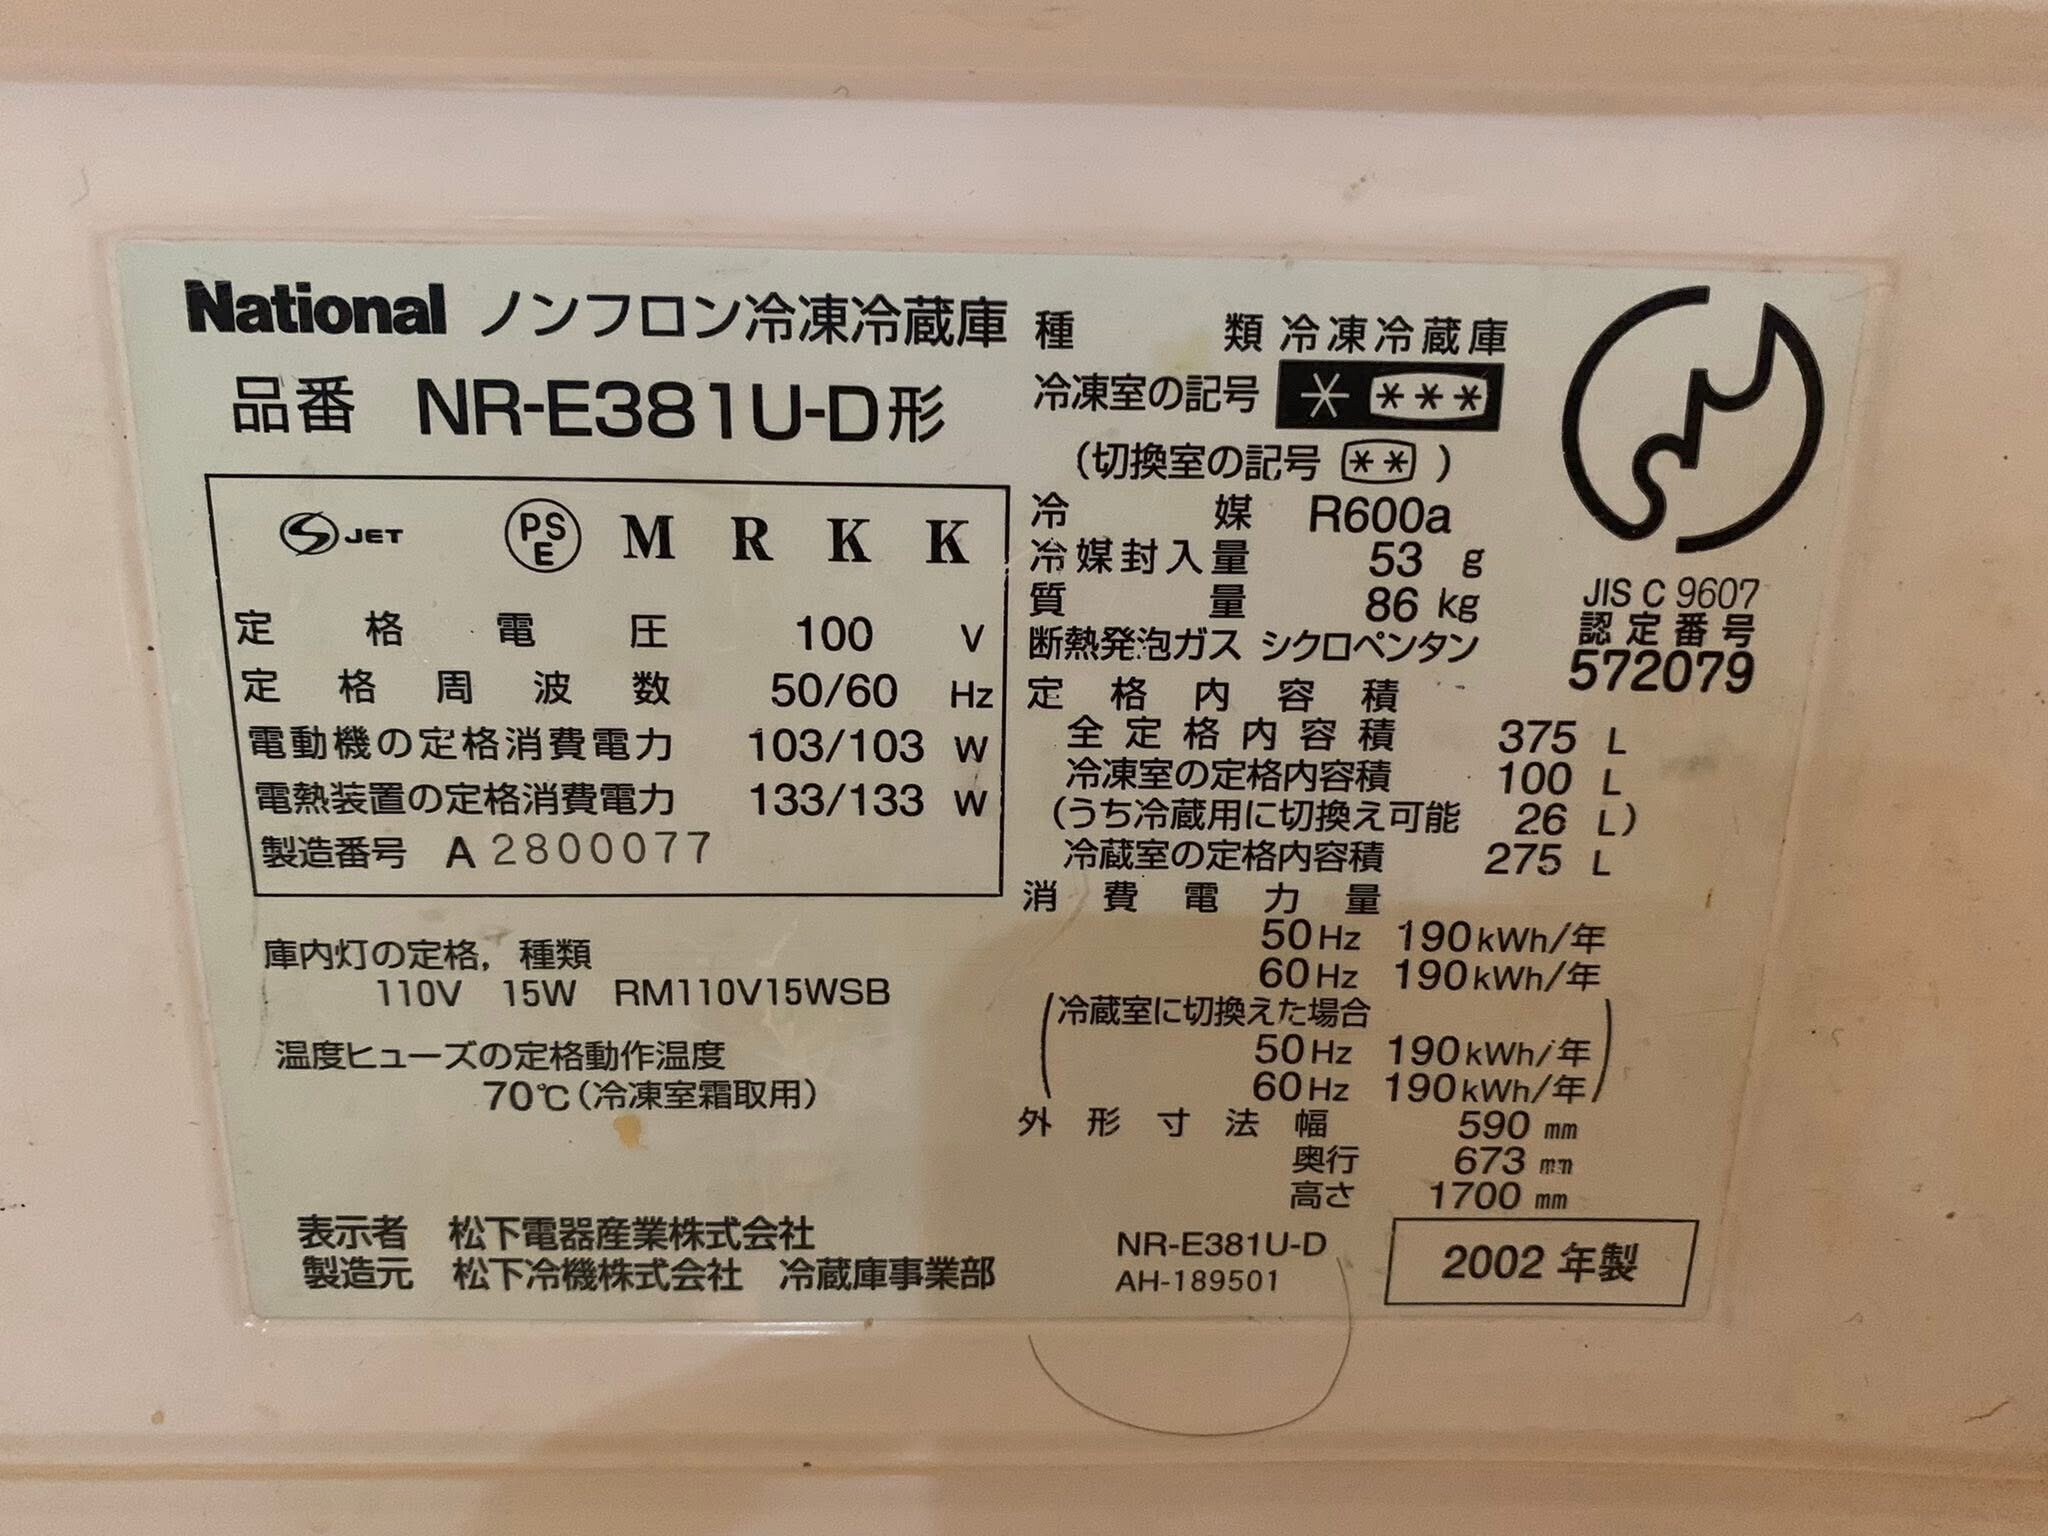 National ノンフロン冷凍冷蔵庫
品番 NR-E381U-D形
S JET PS E M R K K
定格電圧 100 V
定格周波数 50/60 Hz
電動機の定格消費電力 103/103 W
電熱装置の定格消費電力 133/133 W
製造番号 A 2800077
庫内灯の定格,種類
110V 15W RM110V15WSB
温度ヒューズの定格動作温度
70℃(冷凍室霜取用)
表示者 松下電器産業株式会社
製造元 松下冷機株式会社 冷蔵庫事業部
種類 冷凍冷蔵庫
冷凍室の記号 * ***
(切換室の記号 ** )
冷媒 R600a
冷媒封入量 53 g
質量 86 kg
断熱発泡ガス シクロペンタン
定格内容積
全定格内容積 375 L
冷凍室の定格内容積 100 L
(うち冷蔵用に切換え可能 26 L)
冷蔵室の定格内容積 275 L
消費電力量
50Hz 190kWh/年
60Hz 190kWh/年
(冷蔵室に切換えた場合
50Hz 190kWh/年
60Hz 190kWh/年)
外形寸法 幅 590 mm
奥行 673 mm
高さ 1700 mm
NR-E381U-D
AH-189501
2002年製
JIS C 9607
認定番号
572079